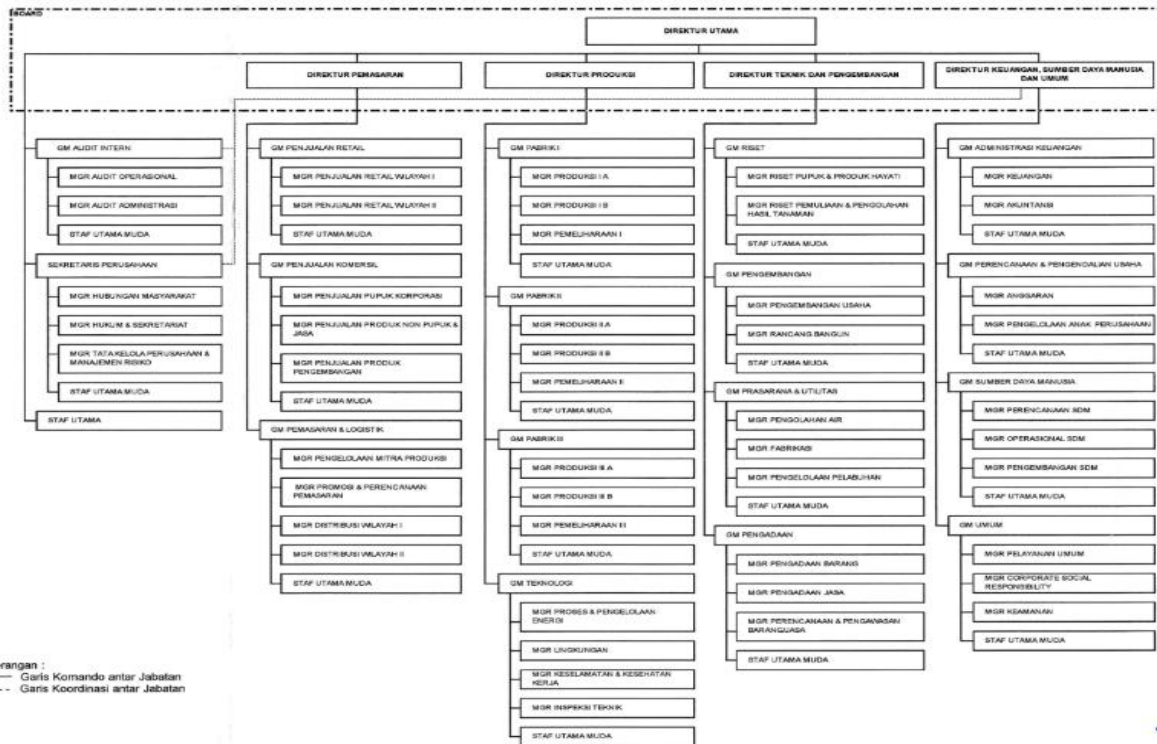 BOARD
DIREKTUR UTAMA
DIREKTUR PEMASARAN
DIREKTUR PRODUKSI
DIREKTUR TEKNIK DAN PENGEMBANGAN
DIREKTUR KEUANGAN, SUMBER DAYA MANUSIA
DAN UMUM
GM AUDIT INTERN
MGR AUDIT OPERASIONAL
MGR AUDIT ADMINISTRASI
STAF UTAMA MUDA
SEKRETARIS PERUSAHAAN
MGR HUBUNGAN MASYARAKAT
MGR HUKUM & SEKRETARIAT
MGR TATA KELOLA PERUSAHAAN &
MANAJEMEN RISIKO
STAF UTAMA MUDA
STAF UTAMA
GM PENJUALAN RETAIL
MGR PENJUALAN RETAIL WILAYAH I
MGR PENJUALAN RETAIL WILAYAH II
STAF UTAMA MUDA
GM PENJUALAN KOMERSIL
MGR PENJUALAN PUPUK KORPORASI
MGR PENJUALAN PRODUK NON PUPUK &
JASA
MGR PENJUALAN PRODUK
PENGEMBANGAN
STAF UTAMA MUDA
GM PEMASARAN & LOGISTIK
MGR PENGELOLAAN MITRA PRODUKSI
MGR PROMOSI & PERENCANAAN
PEMASARAN
MGR DISTRIBUSI WILAYAH I
MGR DISTRIBUSI WILAYAH II
STAF UTAMA MUDA
GM PABRIK I
MGR PRODUKSI I A
MGR PRODUKSI I B
MGR PEMELIHARAAN I
STAF UTAMA MUDA
GM PABRIK II
MGR PRODUKSI II A
MGR PRODUKSI II B
MGR PEMELIHARAAN II
STAF UTAMA MUDA
GM PABRIK III
MGR PRODUKSI III A
MGR PRODUKSI III B
MGR PEMELIHARAAN III
STAF UTAMA MUDA
GM TEKNOLOGI
MGR PROSES & PENGELOLAAN
ENERGI
MGR LINGKUNGAN
MGR KESELAMATAN & KESEHATAN
KERJA
MGR INSPEKSI TEKNIK
STAF UTAMA MUDA
GM RISET
MGR RISET PUPUK & PRODUK HAYATI
MGR RISET PEMULIAAN & PENGOLAHAN
HASIL TANAMAN
STAF UTAMA MUDA
GM PENGEMBANGAN
MGR PENGEMBANGAN USAHA
MGR RANCANG BANGUN
STAF UTAMA MUDA
GM PRASARANA & UTILITAS
MGR PENGOLAHAN AIR
MGR FABRIKASI
MGR PENGELOLAAN PELABUHAN
STAF UTAMA MUDA
GM PENGADAAN
MGR PENGADAAN BARANG
MGR PENGADAAN JASA
MGR PERENCANAAN & PENGAWASAN
BARANG/JASA
STAF UTAMA MUDA
GM ADMINISTRASI KEUANGAN
MGR KEUANGAN
MGR AKUNTANSI
STAF UTAMA MUDA
GM PERENCANAAN & PENGENDALIAN USAHA
MGR ANGGARAN
MGR PENGELOLAAN ANAK PERUSAHAAN
STAF UTAMA MUDA
GM SUMBER DAYA MANUSIA
MGR PERENCANAAN SDM
MGR OPERASIONAL SDM
MGR PENGEMBANGAN SDM
STAF UTAMA MUDA
GM UMUM
MGR PELAYANAN UMUM
MGR CORPORATE SOCIAL
RESPONSIBILITY
MGR KEAMANAN
STAF UTAMA MUDA
erangan :
Garis Komando antar Jabatan
Garis Koordinasi antar Jabatan